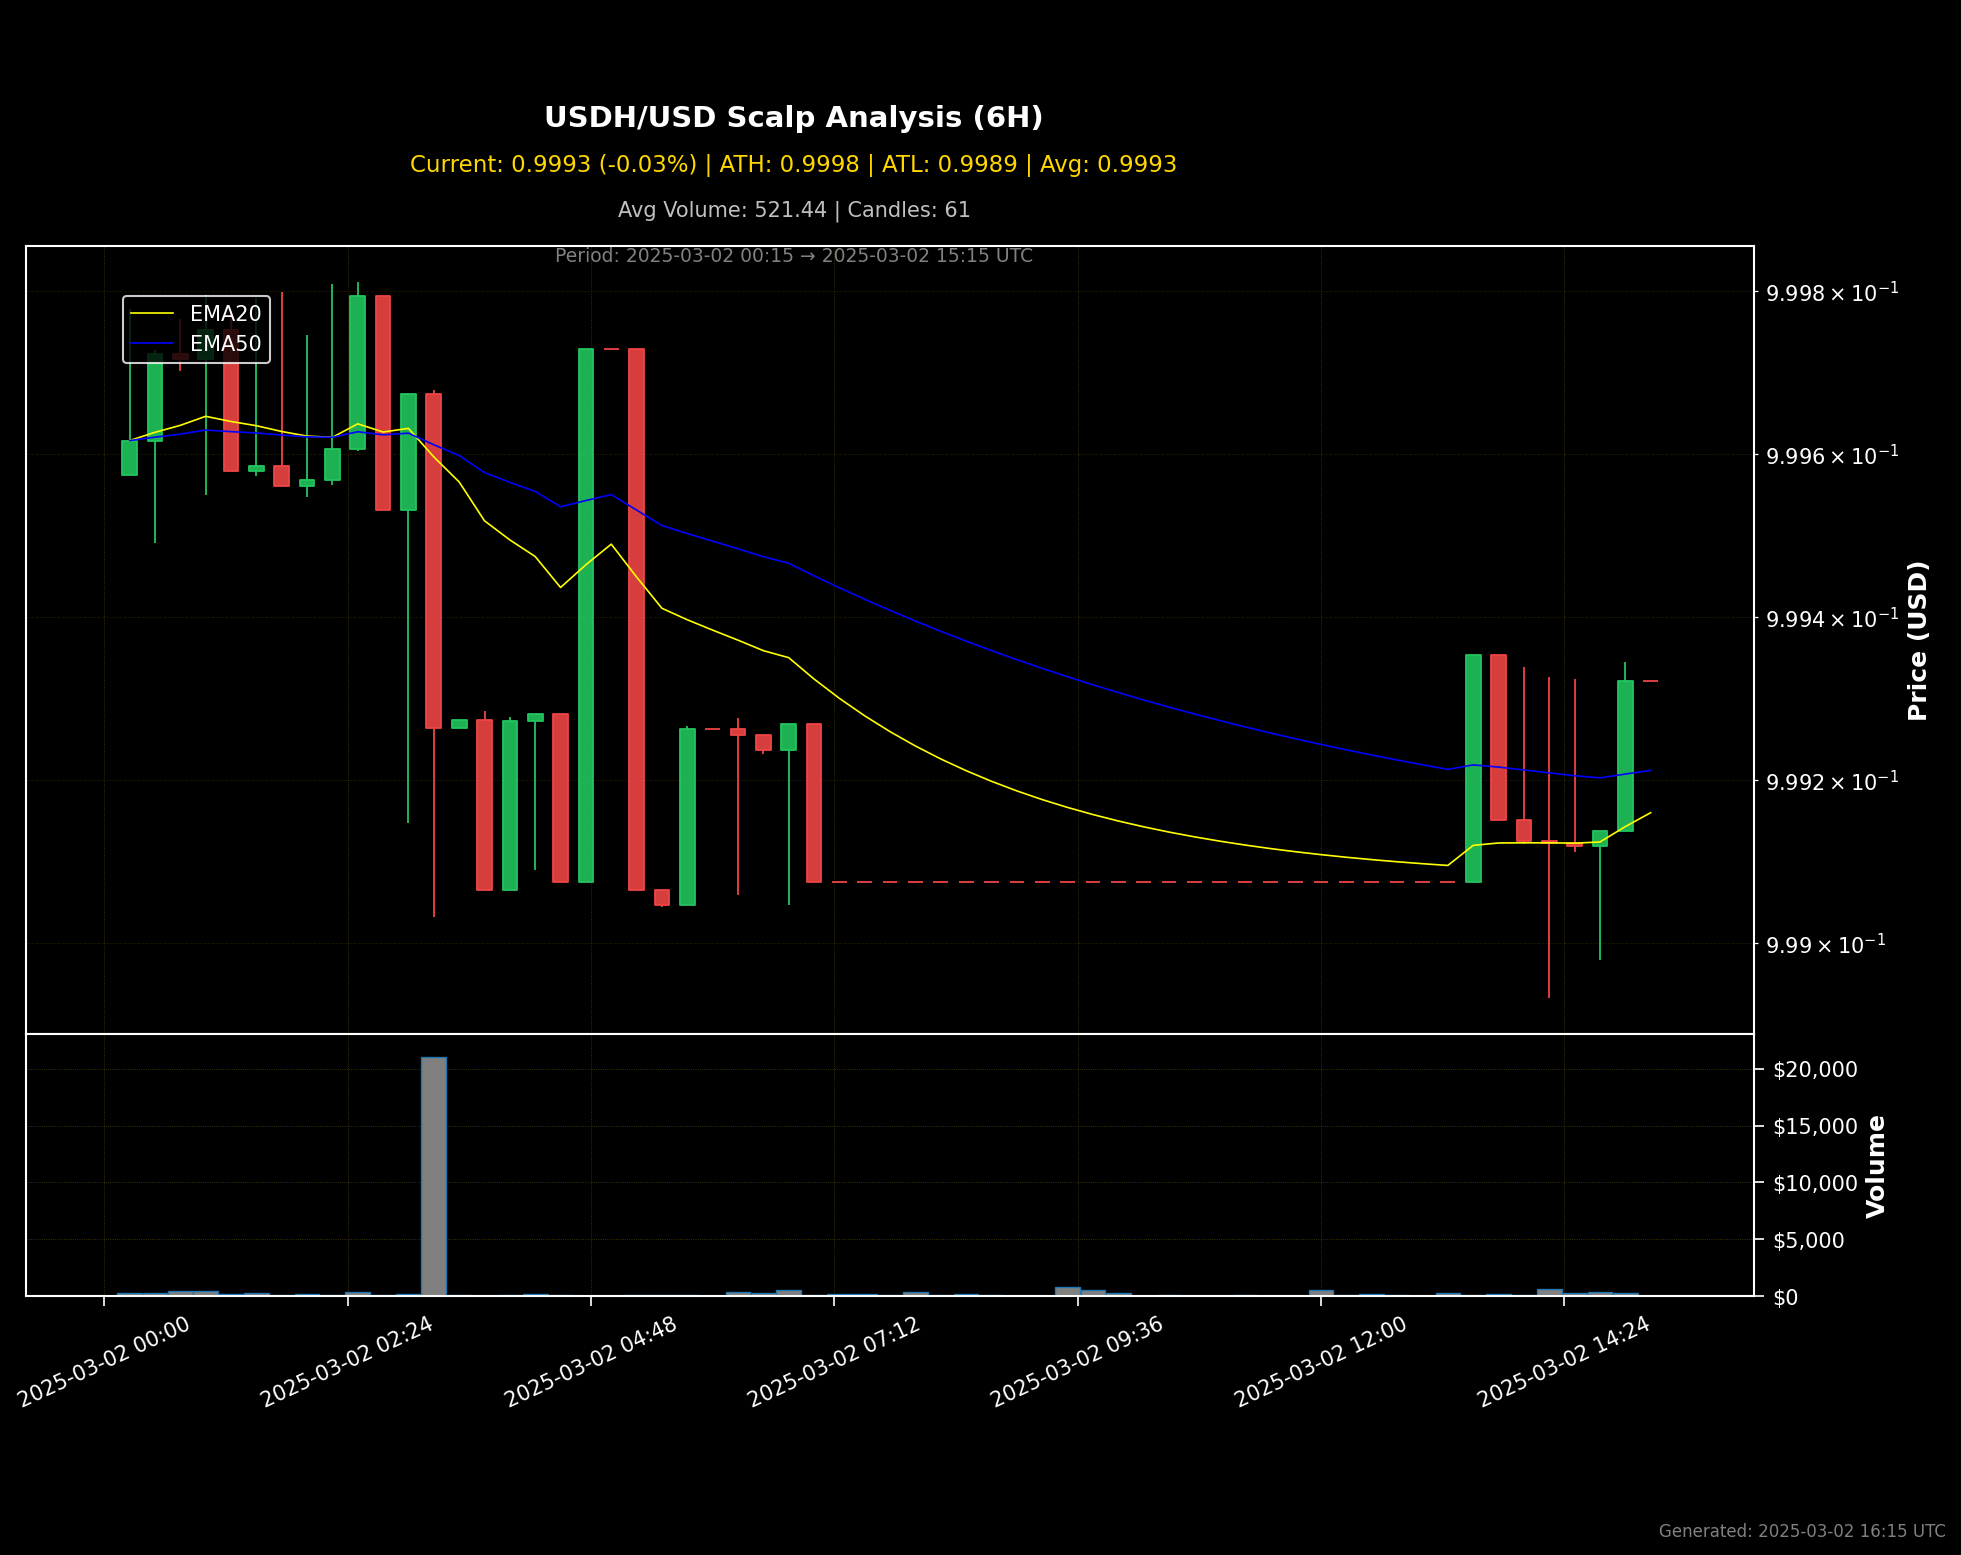 USDH/USD Scalp Analysis (6H)
Current: 0.9993 (-0.03%) | ATH: 0.9998 | ATL: 0.9989 | Avg: 0.9993
Avg Volume: 521.44 | Candles: 61
Period: 2025-03-02 00:15 → 2025-03-02 15:15 UTC
EMA20
EMA50
9.998 × 10⁻¹
9.996 × 10⁻¹
9.994 × 10⁻¹
9.992 × 10⁻¹
9.99 × 10⁻¹
Price (USD)
$20,000
$15,000
$10,000
$5,000
$0
Volume
2025-03-02 00:00
2025-03-02 02:24
2025-03-02 04:48
2025-03-02 07:12
2025-03-02 09:36
2025-03-02 12:00
2025-03-02 14:24
Generated: 2025-03-02 16:15 UTC